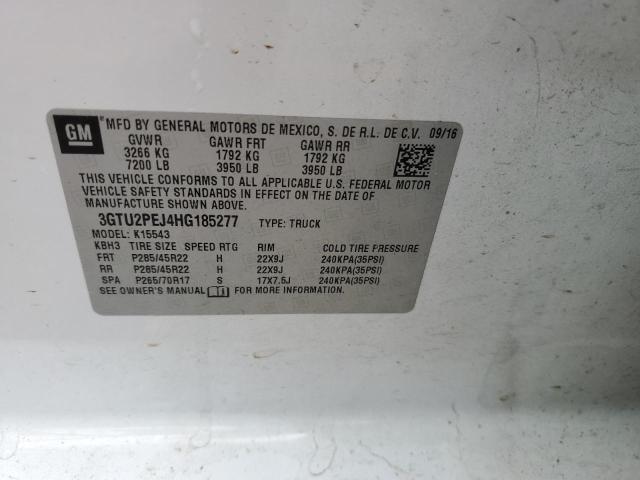 GM
MFD BY GENERAL MOTORS DE MEXICO, S. DE R.L. DE C.V. 09/16
GVWR GAWR FRT GAWR RR
3266 KG 1792 KG 1792 KG
7200 LB 3950 LB 3950 LB
THIS VEHICLE CONFORMS TO ALL APPLICABLE U.S. FEDERAL MOTOR
VEHICLE SAFETY STANDARDS IN EFFECT ON THE DATE OF
MANUFACTURE SHOWN ABOVE.
3GTU2PEJ4HG185277 TYPE: TRUCK
MODEL: K15543
KBH3 TIRE SIZE SPEED RTG RIM COLD TIRE PRESSURE
FRT P285/45R22 H 22X9J 240KPA(35PSI)
RR P285/45R22 H 22X9J 240KPA(35PSI)
SPA P265/70R17 S 17X7.5J 240KPA(35PSI)
SEE OWNER'S MANUAL FOR MORE INFORMATION